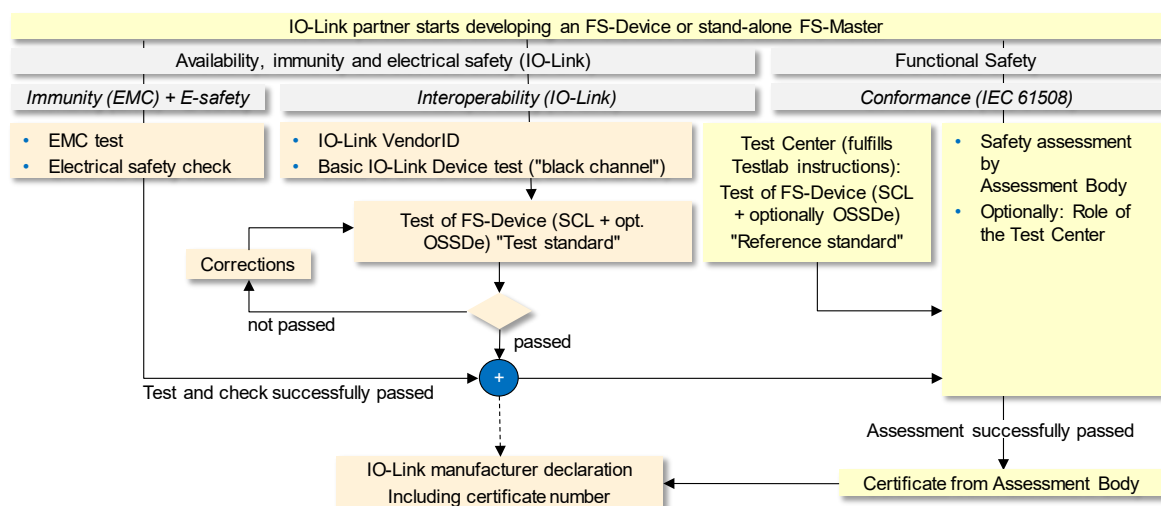 IO-Link partner starts developing an FS-Device or stand-alone FS-Master
Availability, immunity and electrical safety (IO-Link)
Functional Safety
Immunity (EMC) + E-safety
Interoperability (IO-Link)
Conformance (IEC 61508)
• EMC test
• Electrical safety check
• IO-Link VendorID
• Basic IO-Link Device test ("black channel")
Test Center (fulfills
Testlab instructions):
Test of FS-Device (SCL
+ optionally OSSDe)
"Reference standard"
• Safety assessment
by
Assessment Body
• Optionally: Role of
the Test Center
Test of FS-Device (SCL + opt.
OSSDe) "Test standard"
Corrections
not passed
passed
+
Test and check successfully passed
Assessment successfully passed
IO-Link manufacturer declaration
Including certificate number
Certificate from Assessment Body